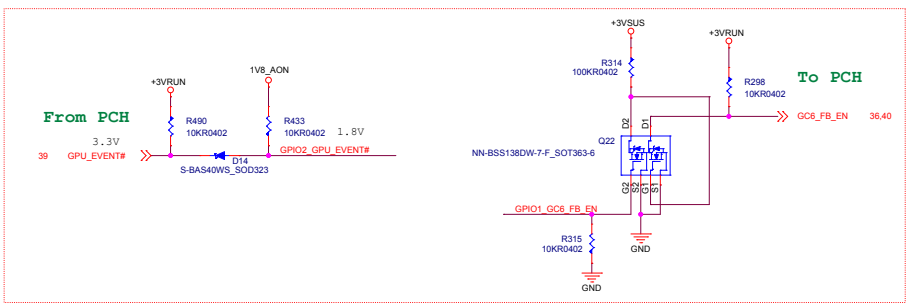 +3VSUS
+3VRUN
R314
100KR0402
R298
10KR0402
To PCH
+3VRUN
1V8_AON
R490
10KR0402
R433
10KR0402
From PCH
3.3V
1.8V
39 GPU_EVENT#
GPIO2_GPU_EVENT#
D14
S-BAS40WS_SOD323
GC6_FB_EN 36,40
D2
D1
Q22
NN-BSS138DW-7-F_SOT363-6
G2
S2
G1
S1
GPIO1_GC6_FB_EN
R315
10KR0402
GND
GND